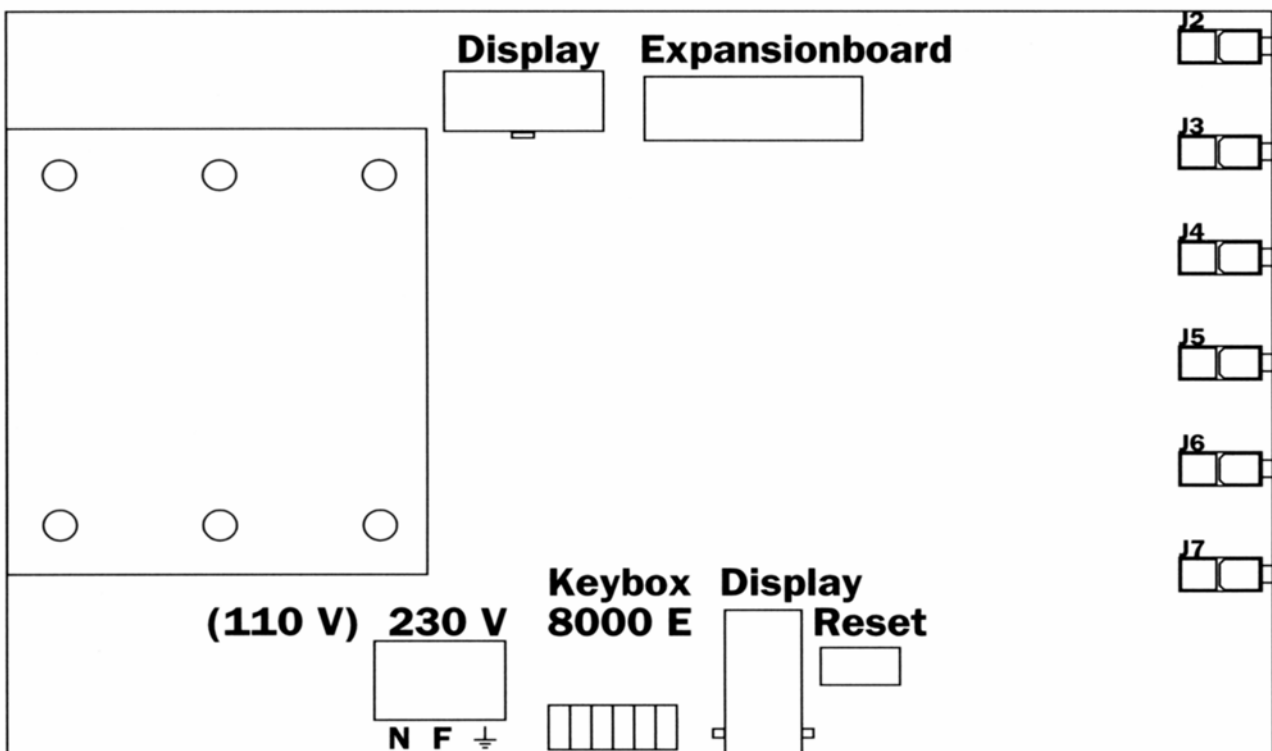 J2
Display Expansionboard
J3
J4
J5
J6
J7
Keybox Display
(110 V) 230 V 8000 E Reset
N F ⏚